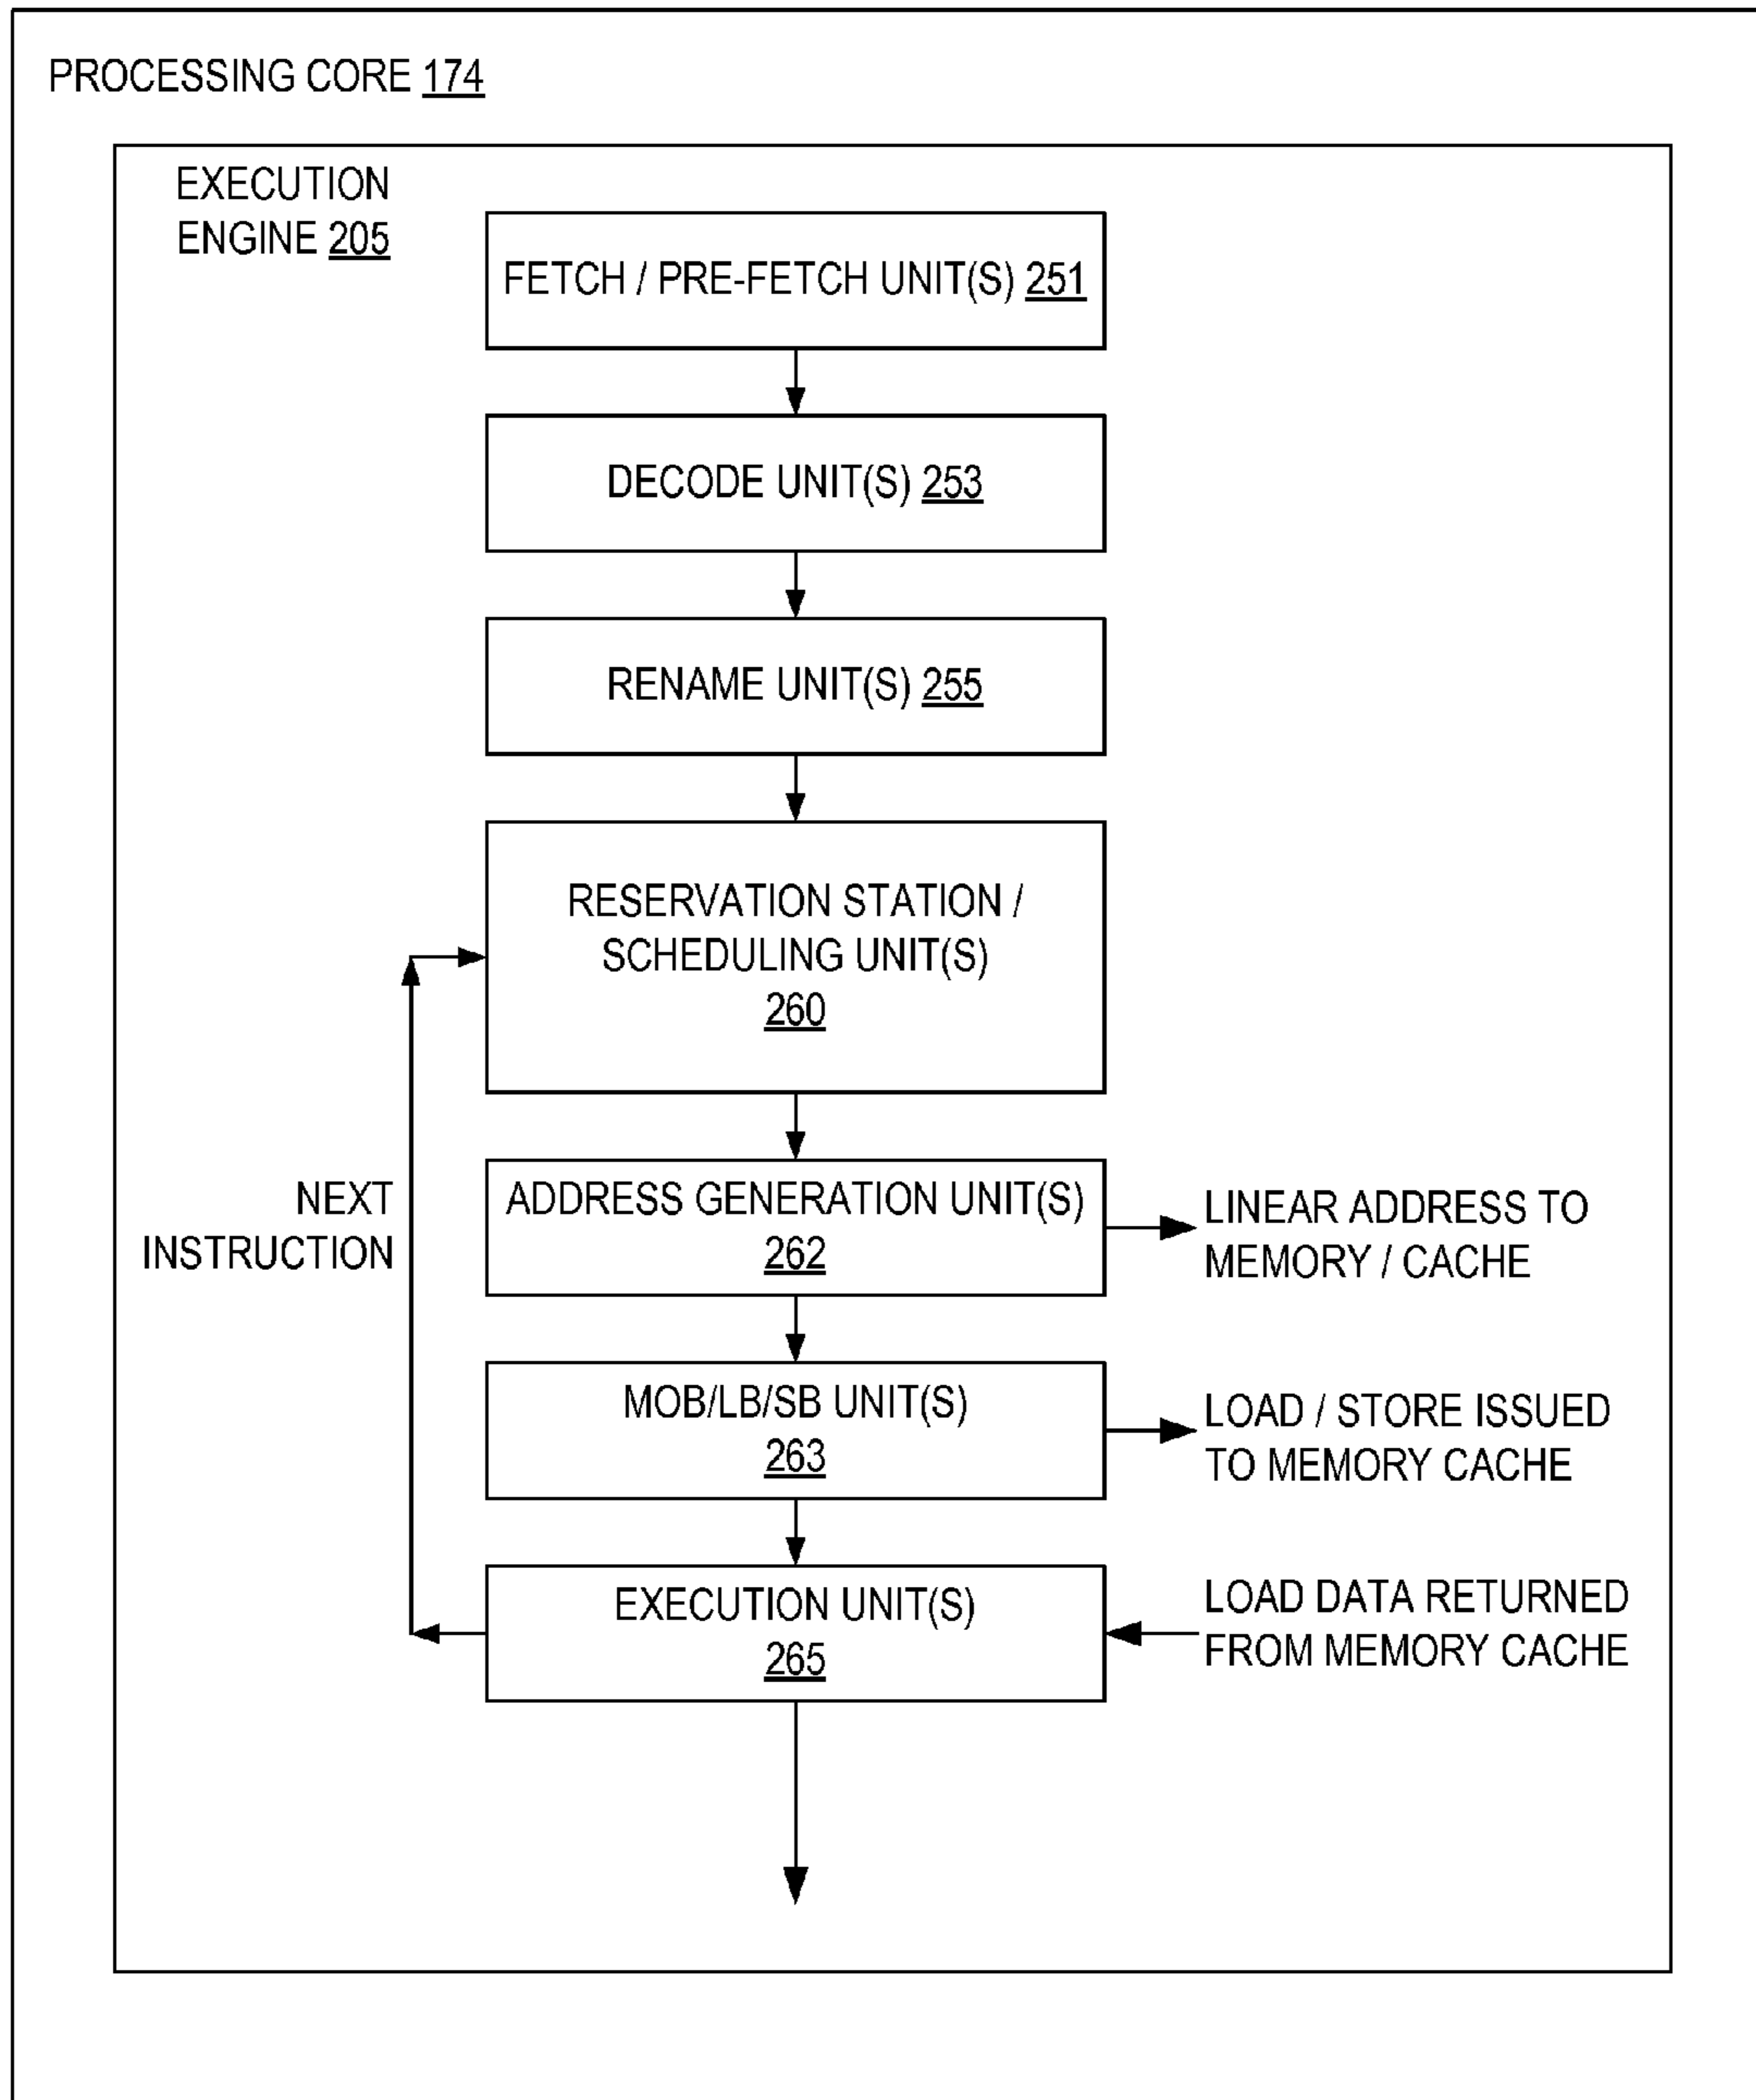 PROCESSING CORE 174
EXECUTION
ENGINE 205
FETCH / PRE-FETCH UNIT(S) 251
DECODE UNIT(S) 253
RENAME UNIT(S) 255
RESERVATION STATION /
SCHEDULING UNIT(S)
260
NEXT
INSTRUCTION
ADDRESS GENERATION UNIT(S)
262
LINEAR ADDRESS TO
MEMORY / CACHE
MOB/LB/SB UNIT(S)
263
LOAD / STORE ISSUED
TO MEMORY CACHE
EXECUTION UNIT(S)
265
LOAD DATA RETURNED
FROM MEMORY CACHE